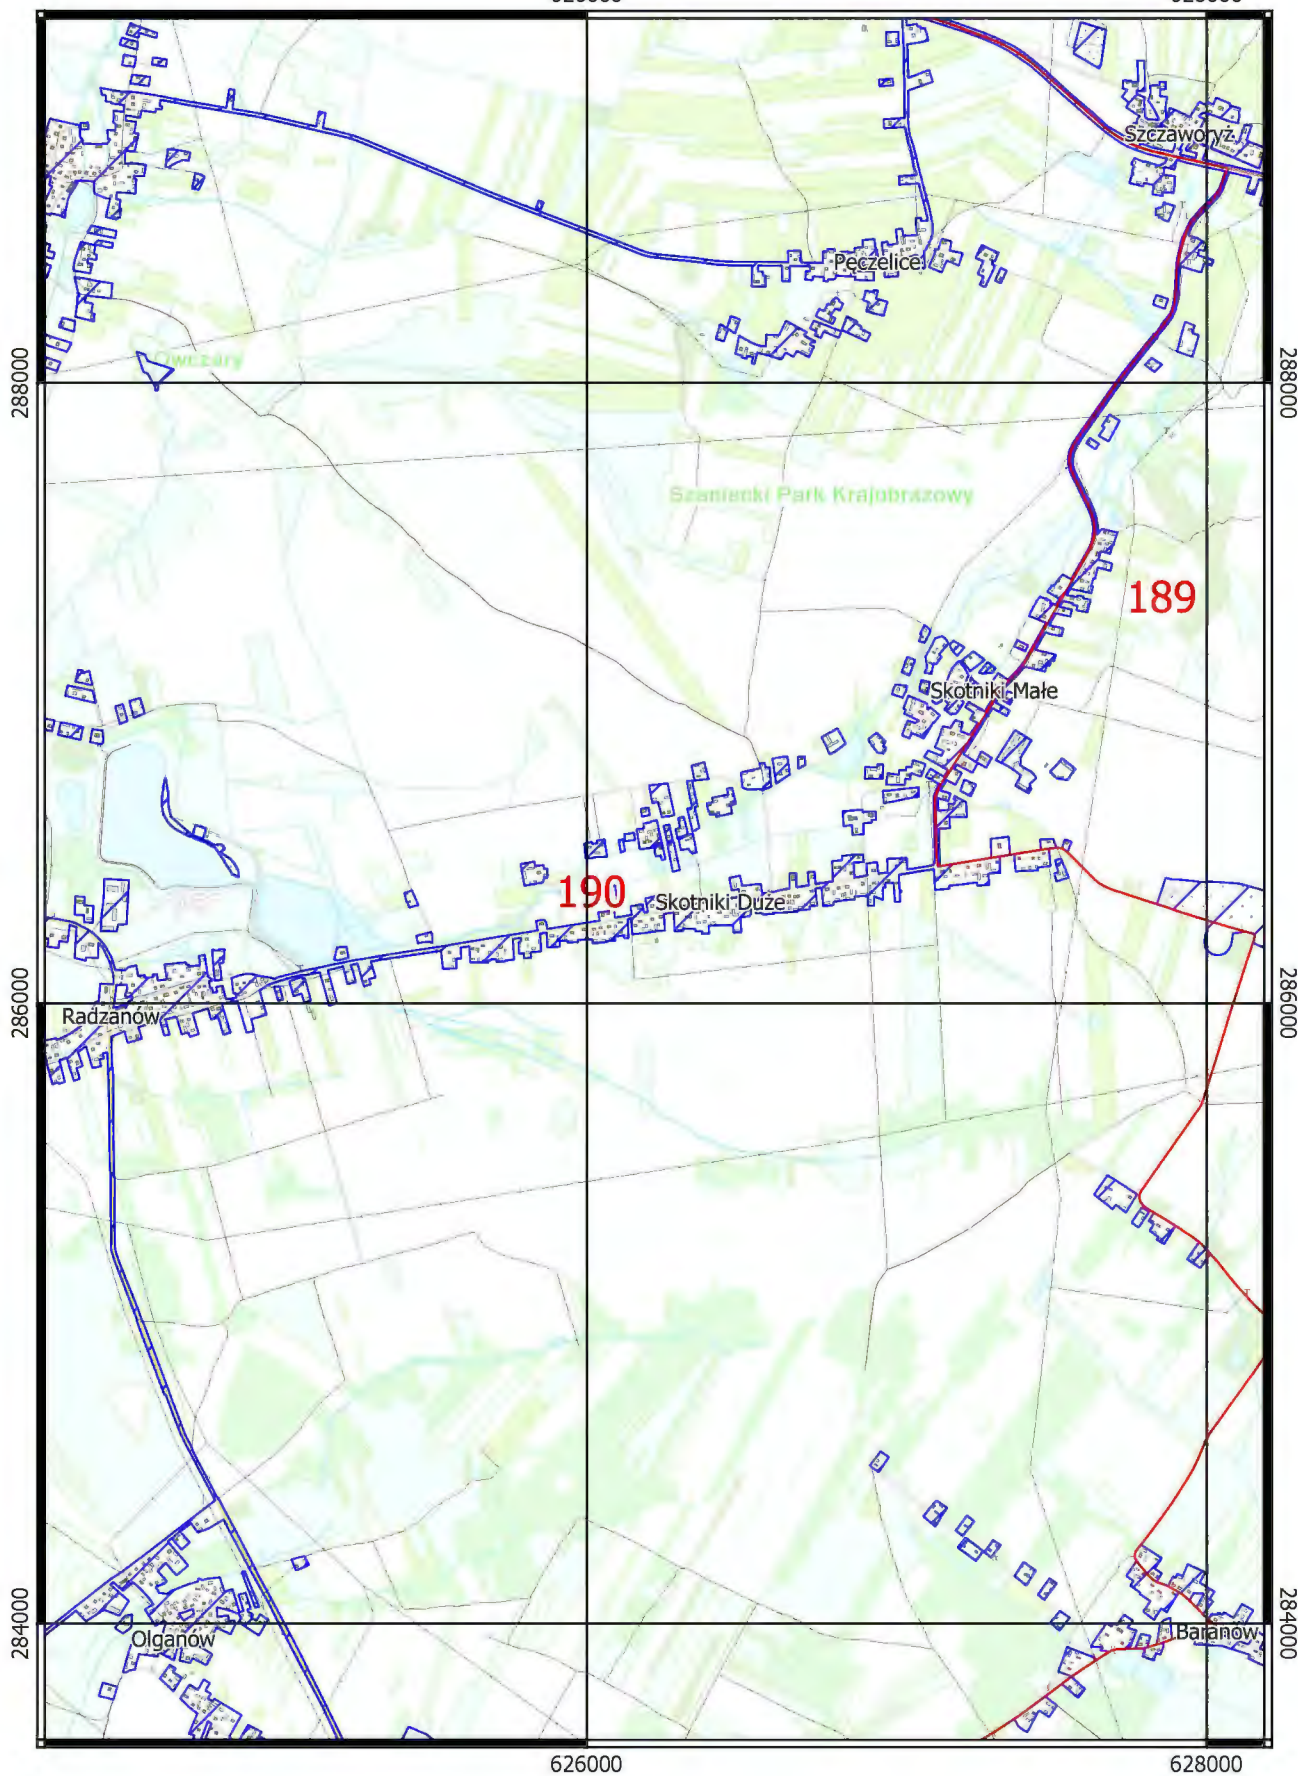 Szczaworyż
Pęczelice
Owczary
288000
288000
Szaniecki Park Krajobrazowy
189
Skotniki Małe
190
Skotniki Duże
286000
286000
Radzanów
284000
284000
Olganów
Baranów
626000
628000